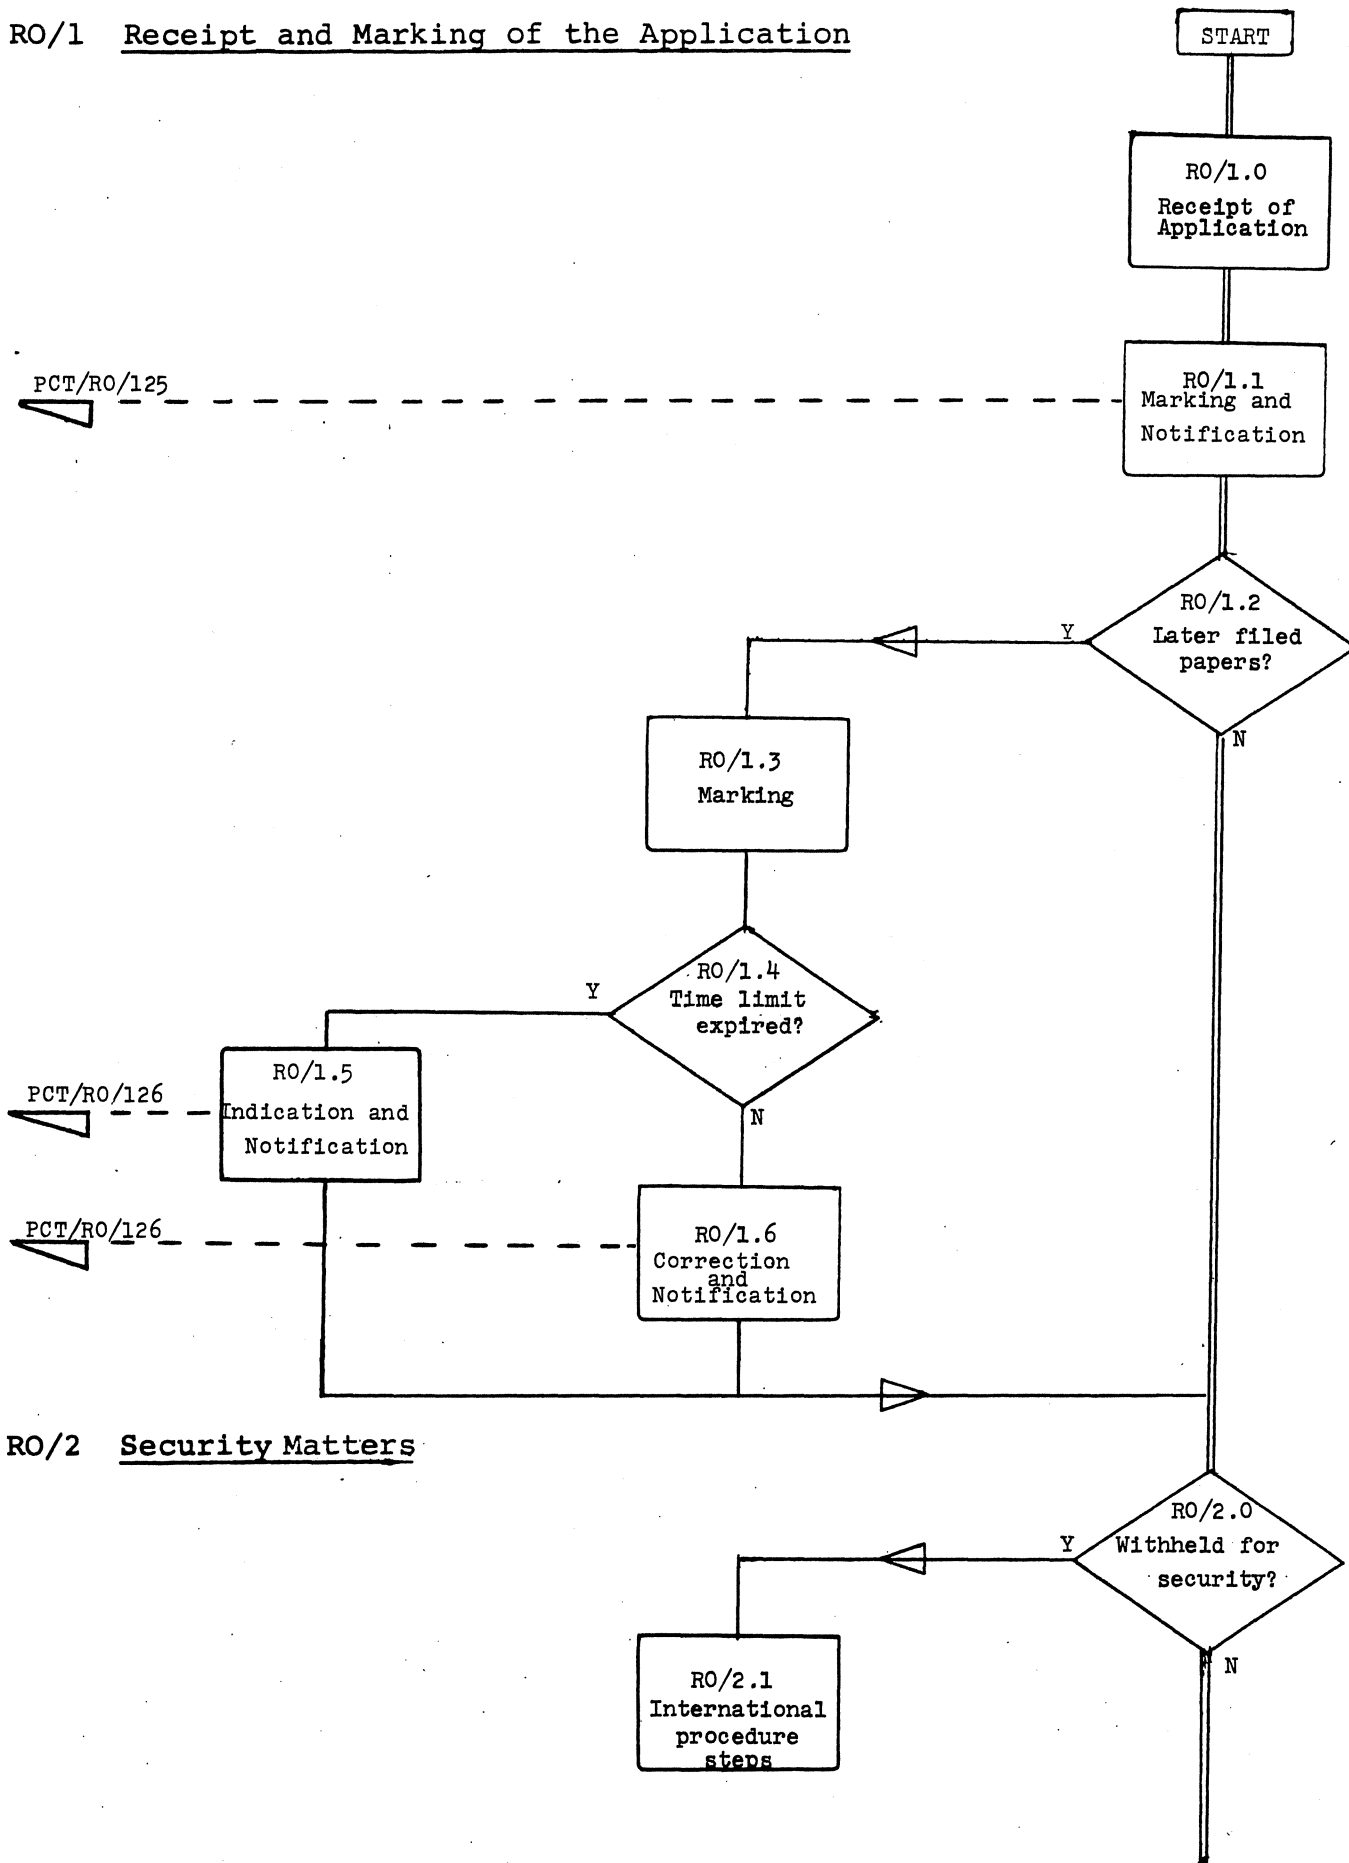 RO/1 Receipt and Marking of the Application
START
RO/1.0
Receipt of
Application
PCT/RO/125
RO/1.1
Marking and
Notification
RO/1.2
Later filed
papers?
Y
N
RO/1.3
Marking
RO/1.4
Time limit
expired?
Y
N
RO/1.5
Indication and
Notification
PCT/RO/126
RO/1.6
Correction
and
Notification
PCT/RO/126
RO/2 Security Matters
RO/2.0
Withheld for
security?
Y
N
RO/2.1
International
procedure
steps